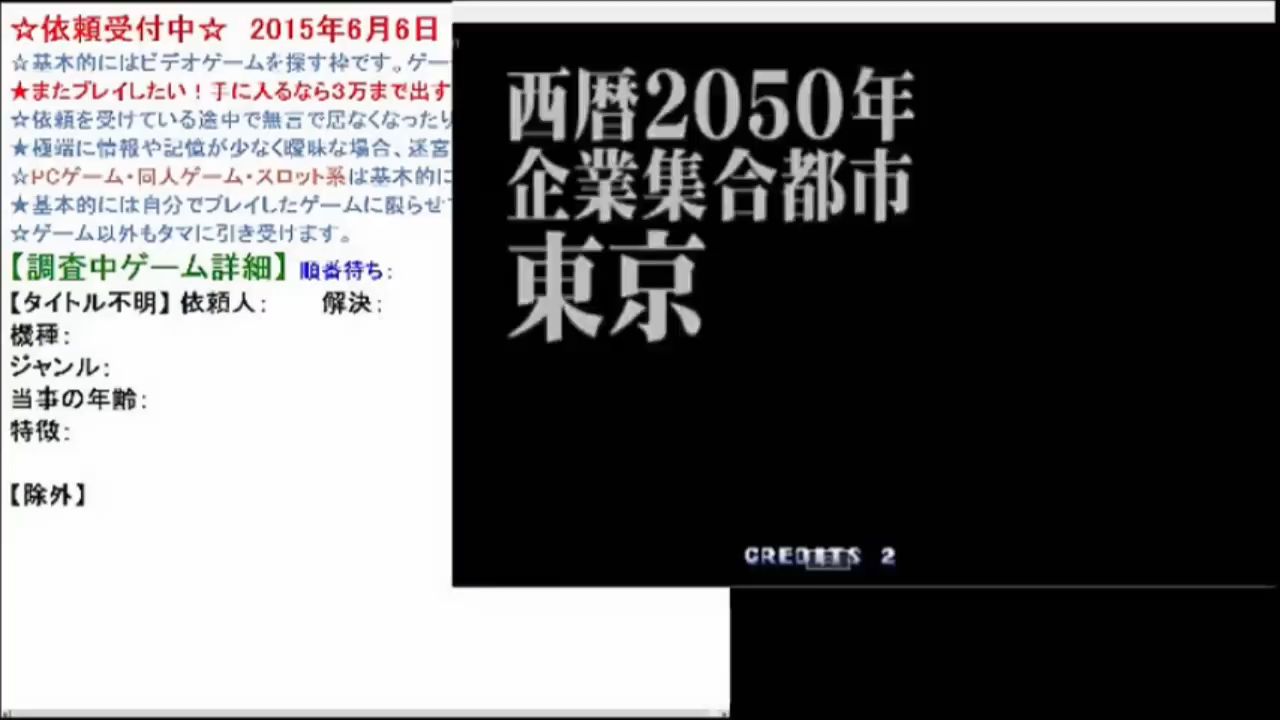 ☆依頼受付中☆ 2015年6月6日
☆基本的にはビデオゲームを探す枠です。ゲー
★またプレイしたい！手に入るなら3万まで出す
☆依頼を受けている途中で無言で居なくなったり
★極端に情報や記憶が少なく曖昧な場合、迷宮
☆PCゲーム・同人ゲーム・スロット系は基本的に
★基本的には自分でプレイしたゲームに限らせ
☆ゲーム以外もタマに引き受けます。
【調査中ゲーム詳細】 順番待ち:
【タイトル不明】 依頼人: 解決:
機種:
ジャンル:
当事の年齢:
特徴:
【除外】
西暦2050年
企業集合都市
東京
CREDITS 2